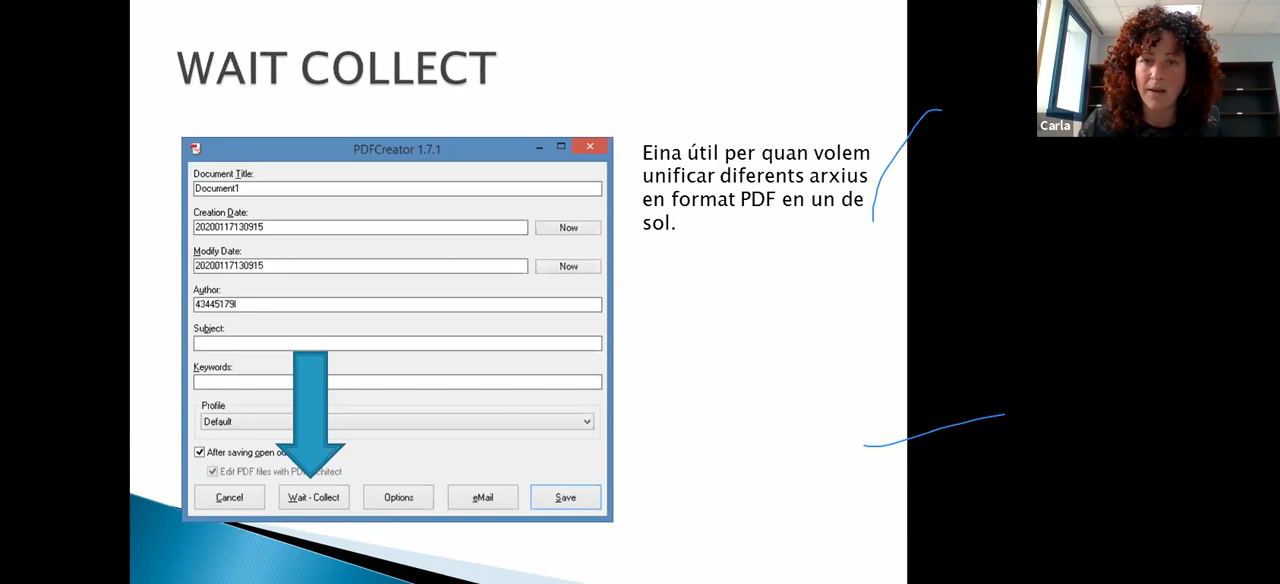 WAIT COLLECT
PDFCreator 1.7.1
Document Title:
Document1
Creation Date:
20200117130915
Now
Modify Date:
20200117130915
Now
Author:
43445179I
Subject:
Keywords:
Profile
Default
After saving open
Edit PDF files with
Cancel
Wait - Collect
Options
eMail
Save
Eina útil per quan volem
unificar diferents arxius
en format PDF en un de
sol.
Carla